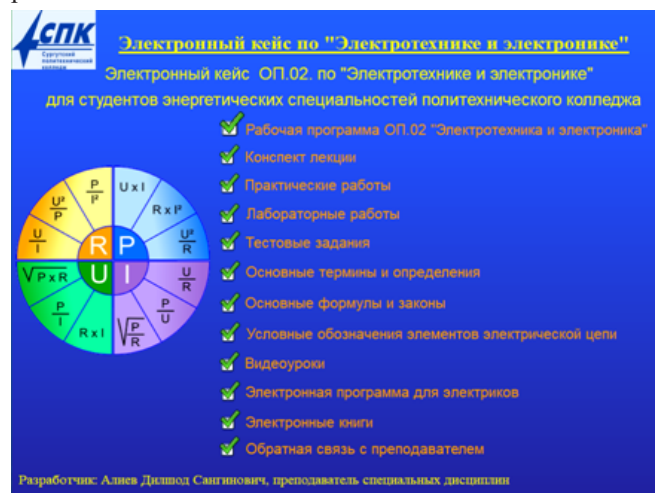 СПК
Сургутский
политехнический
колледж
Электронный кейс по "Электротехнике и электронике"
Электронный кейс ОП.02. по "Электротехнике и электронике"
для студентов энергетических специальностей политехнического колледжа
Рабочая программа ОП.02 "Электротехника и электроника"
Конспект лекции
Практические работы
Лабораторные работы
Тестовые задания
Основные термины и определения
Основные формулы и законы
Условные обозначения элементов электрической цепи
Видеоуроки
Электронная программа для электриков
Электронные книги
Обратная связь с преподавателем
R P
U I
U x I
R x I²
U²/R
U/R
P/U
√P/R
R x I
P/I
√P x R
U/I
U²/P
P/I²
Разработчик: Алиев Дилшод Сангинович, преподаватель специальных дисциплин